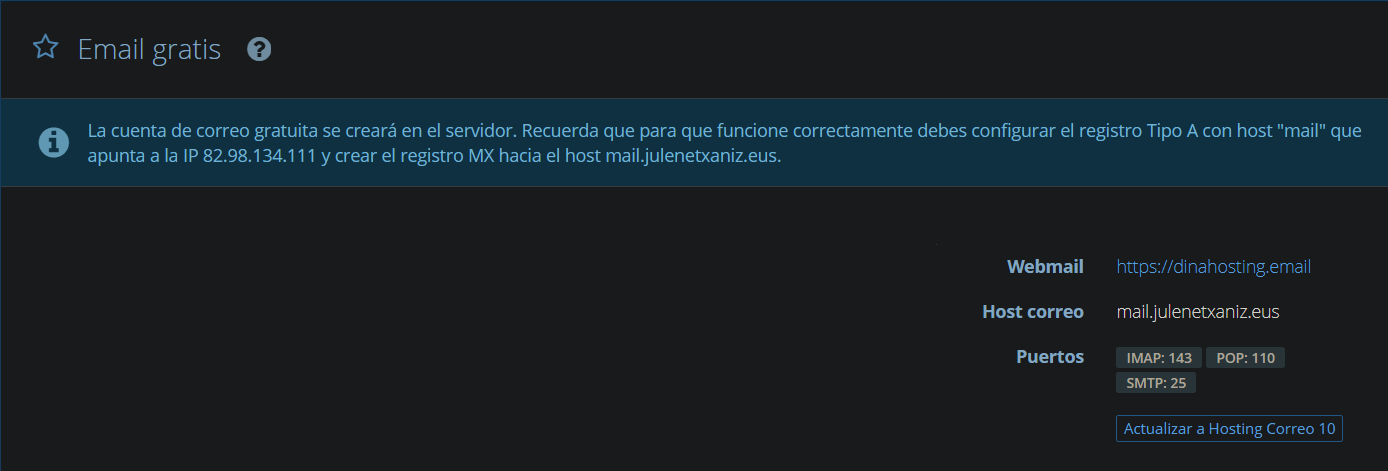 Email gratis
La cuenta de correo gratuita se creará en el servidor. Recuerda que para que funcione correctamente debes configurar el registro Tipo A con host "mail" que
apunta a la IP 82.98.134.111 y crear el registro MX hacia el host mail.julenetxaniz.eus.
Webmail https://dinahosting.email
Host correo mail.julenetxaniz.eus
Puertos IMAP: 143 POP: 110
SMTP: 25
Actualizar a Hosting Correo 10